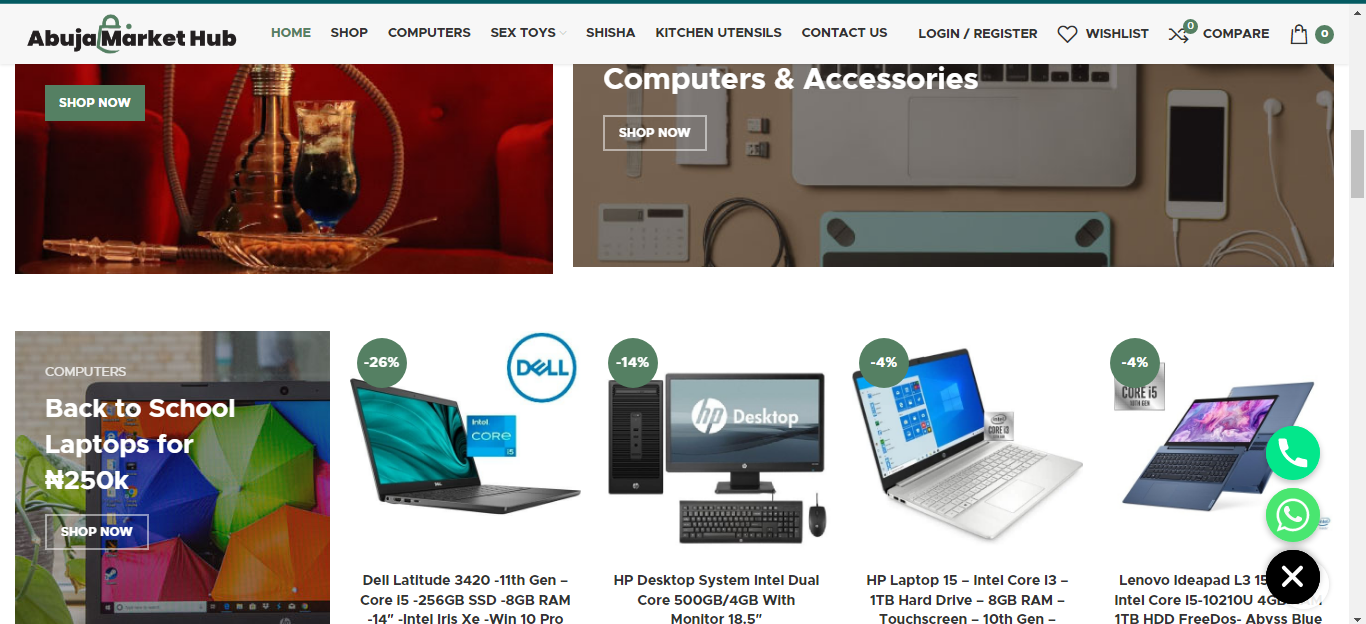 Abuja Market Hub
HOME
SHOP
COMPUTERS
SEX TOYS
SHISHA
KITCHEN UTENSILS
CONTACT US
LOGIN / REGISTER
WISHLIST
0
COMPARE
0
SHOP NOW
Computers & Accessories
SHOP NOW
COMPUTERS
Back to School
Laptops for
₦250k
SHOP NOW
-26%
DELL
intel
CORE
i5
Dell Latitude 3420 -11th Gen –
Core I5 -256GB SSD -8GB RAM
-14″ -Intel Iris Xe -Win 10 Pro
-14%
hp Desktop
HP Desktop System Intel Dual
Core 500GB/4GB With
Monitor 18.5″
-4%
CORE i3
HP Laptop 15 – Intel Core I3 –
1TB Hard Drive – 8GB RAM –
Touchscreen – 10th Gen –
-4%
CORE i5
10TH GEN
Lenovo Ideapad L3 15
Intel Core I5-10210U 4GB
1TB HDD FreeDos- Abyss Blue